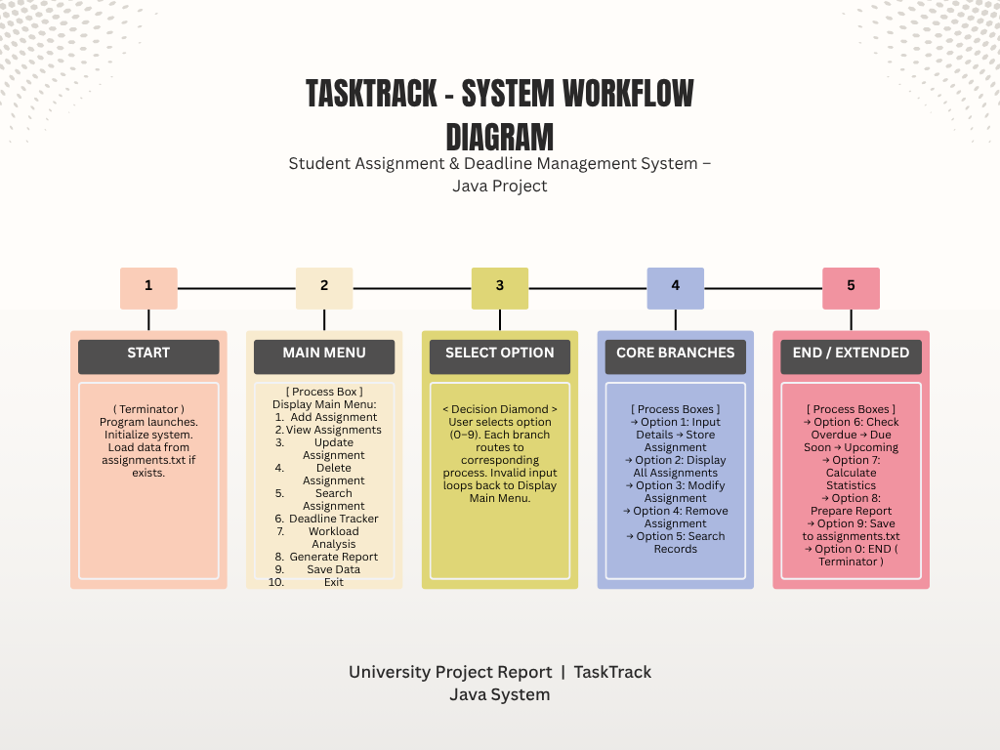 TASKTRACK - SYSTEM WORKFLOW
DIAGRAM
Student Assignment & Deadline Management System –
Java Project
1
2
3
4
5
START
( Terminator )
Program launches.
Initialize system.
Load data from
assignments.txt if
exists.
MAIN MENU
[ Process Box ]
Display Main Menu:
1. Add Assignment
2. View Assignments
3. Update
Assignment
4. Delete
Assignment
5. Search
Assignment
6. Deadline Tracker
7. Workload
Analysis
8. Generate Report
9. Save Data
10. Exit
SELECT OPTION
< Decision Diamond >
User selects option
(0–9). Each branch
routes to
corresponding
process. Invalid input
loops back to Display
Main Menu.
CORE BRANCHES
[ Process Boxes ]
→ Option 1: Input
Details → Store
Assignment
→ Option 2: Display
All Assignments
→ Option 3: Modify
Assignment
→ Option 4: Remove
Assignment
→ Option 5: Search
Records
END / EXTENDED
[ Process Boxes ]
→ Option 6: Check
Overdue → Due
Soon → Upcoming
→ Option 7:
Calculate
Statistics
→ Option 8:
Prepare Report
→ Option 9: Save
to assignments.txt
→ Option 0: END (
Terminator )
University Project Report | TaskTrack
Java System